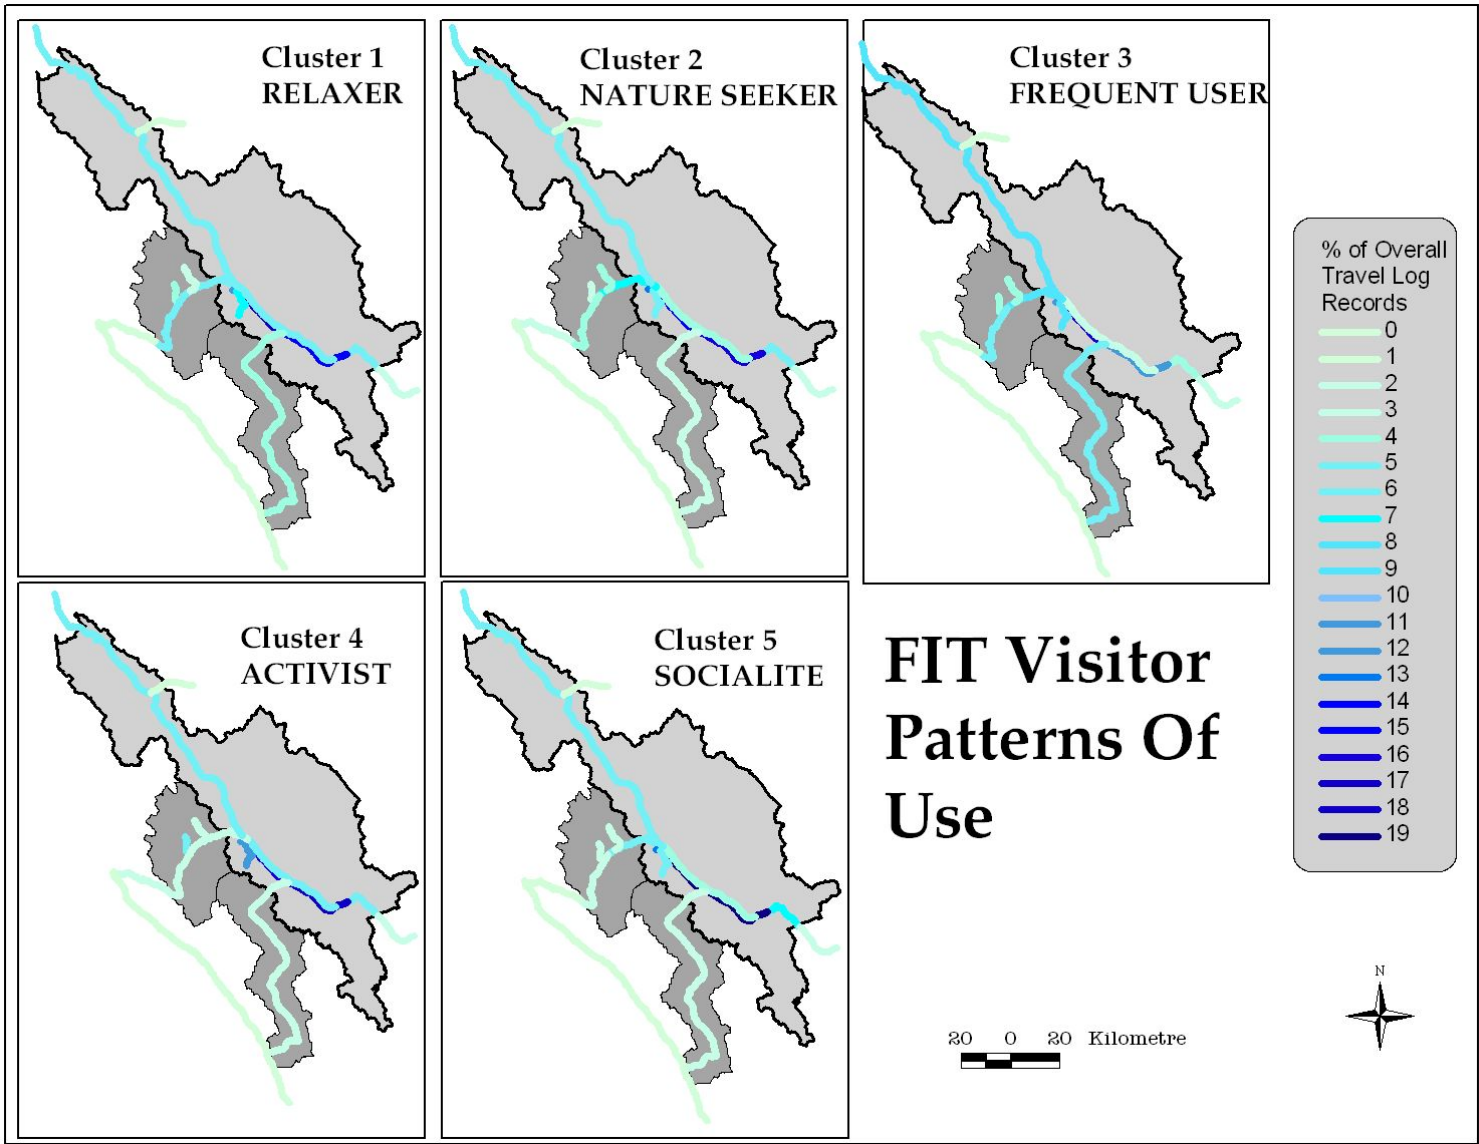 Cluster 1
RELAXER
Cluster 2
NATURE SEEKER
Cluster 3
FREQUENT USER
% of Overall
Travel Log
Records
0
1
2
3
4
5
6
7
8
9
10
11
12
13
14
15
16
17
18
19
Cluster 4
ACTIVIST
Cluster 5
SOCIALITE
FIT Visitor
Patterns Of
Use
20 0 20 Kilometre
N